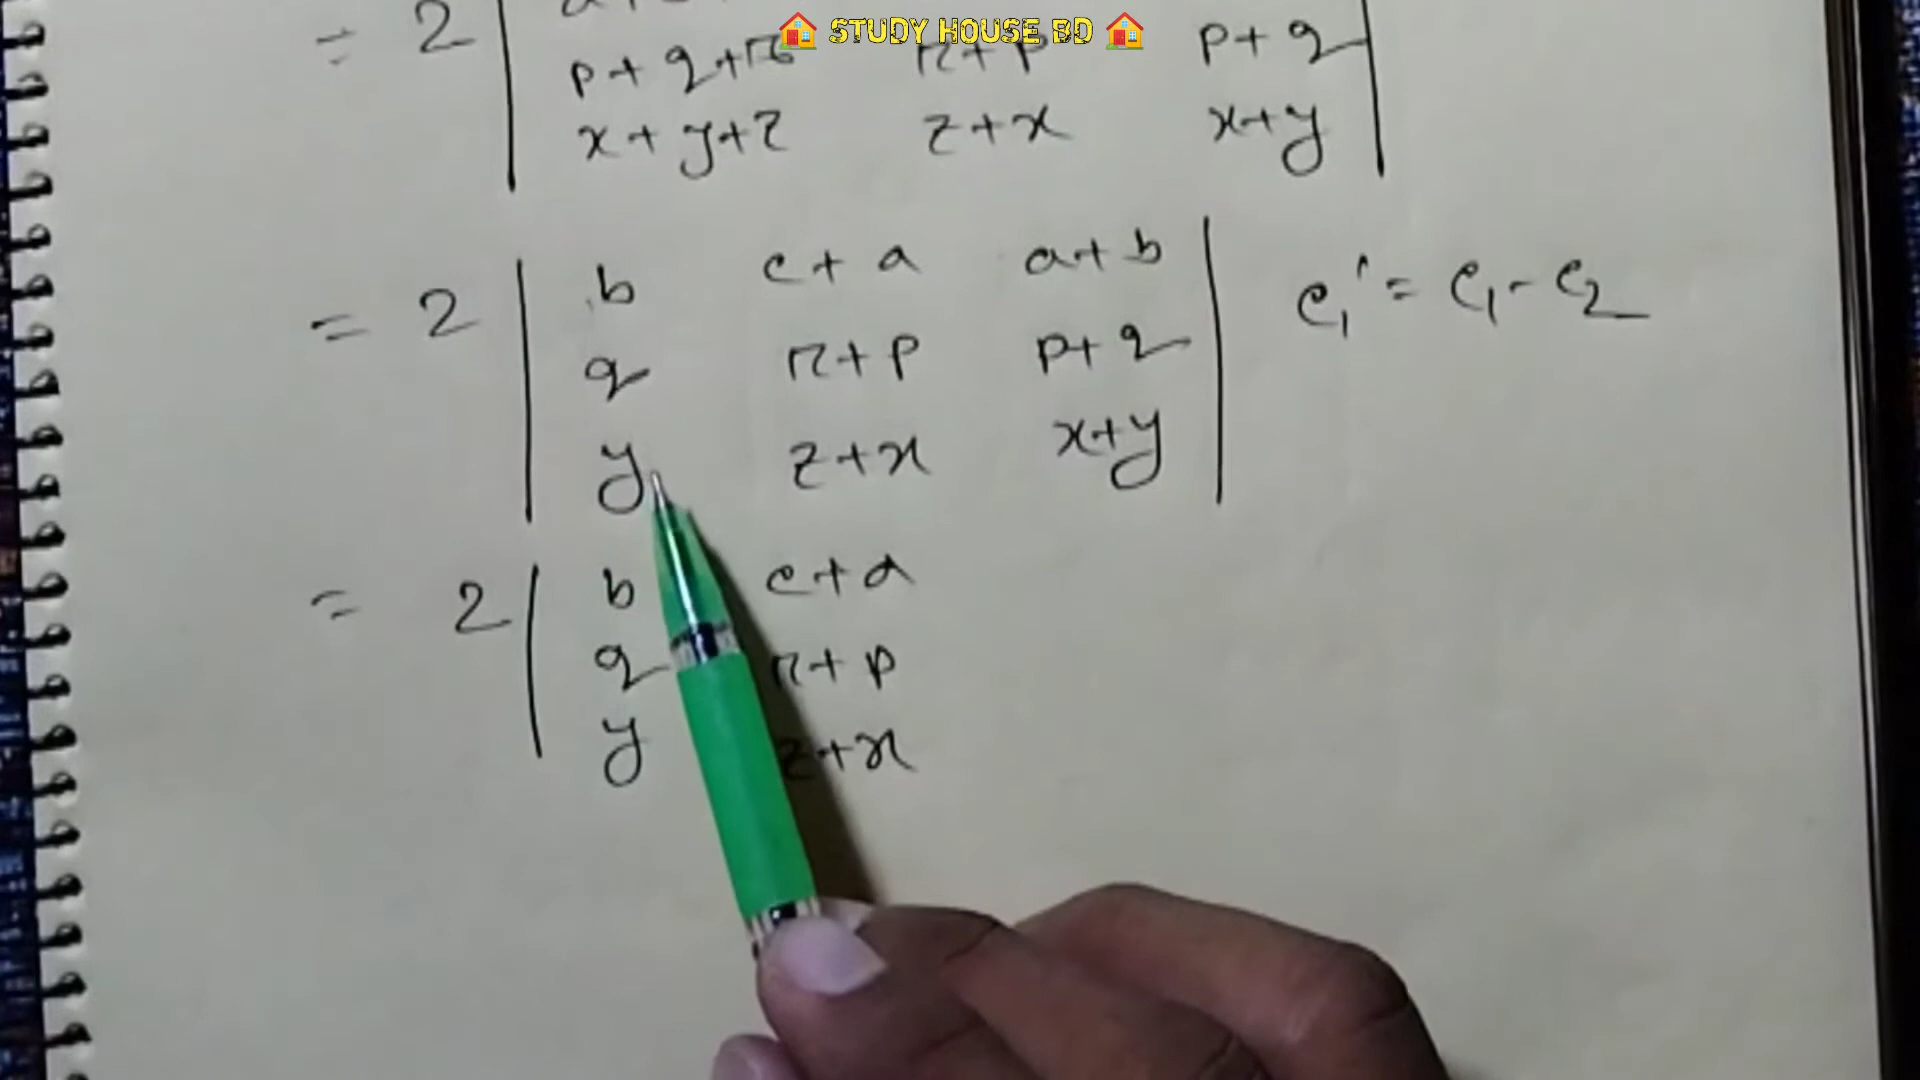 🏠 STUDY HOUSE BD 🏠
= 2
p+q+r r+p p+q
x+y+z z+x x+y
b c+a a+b
= 2 q r+p p+q c₁' = c₁ - c₂
y z+x x+y
b c+a
= 2 q r+p
y z+x